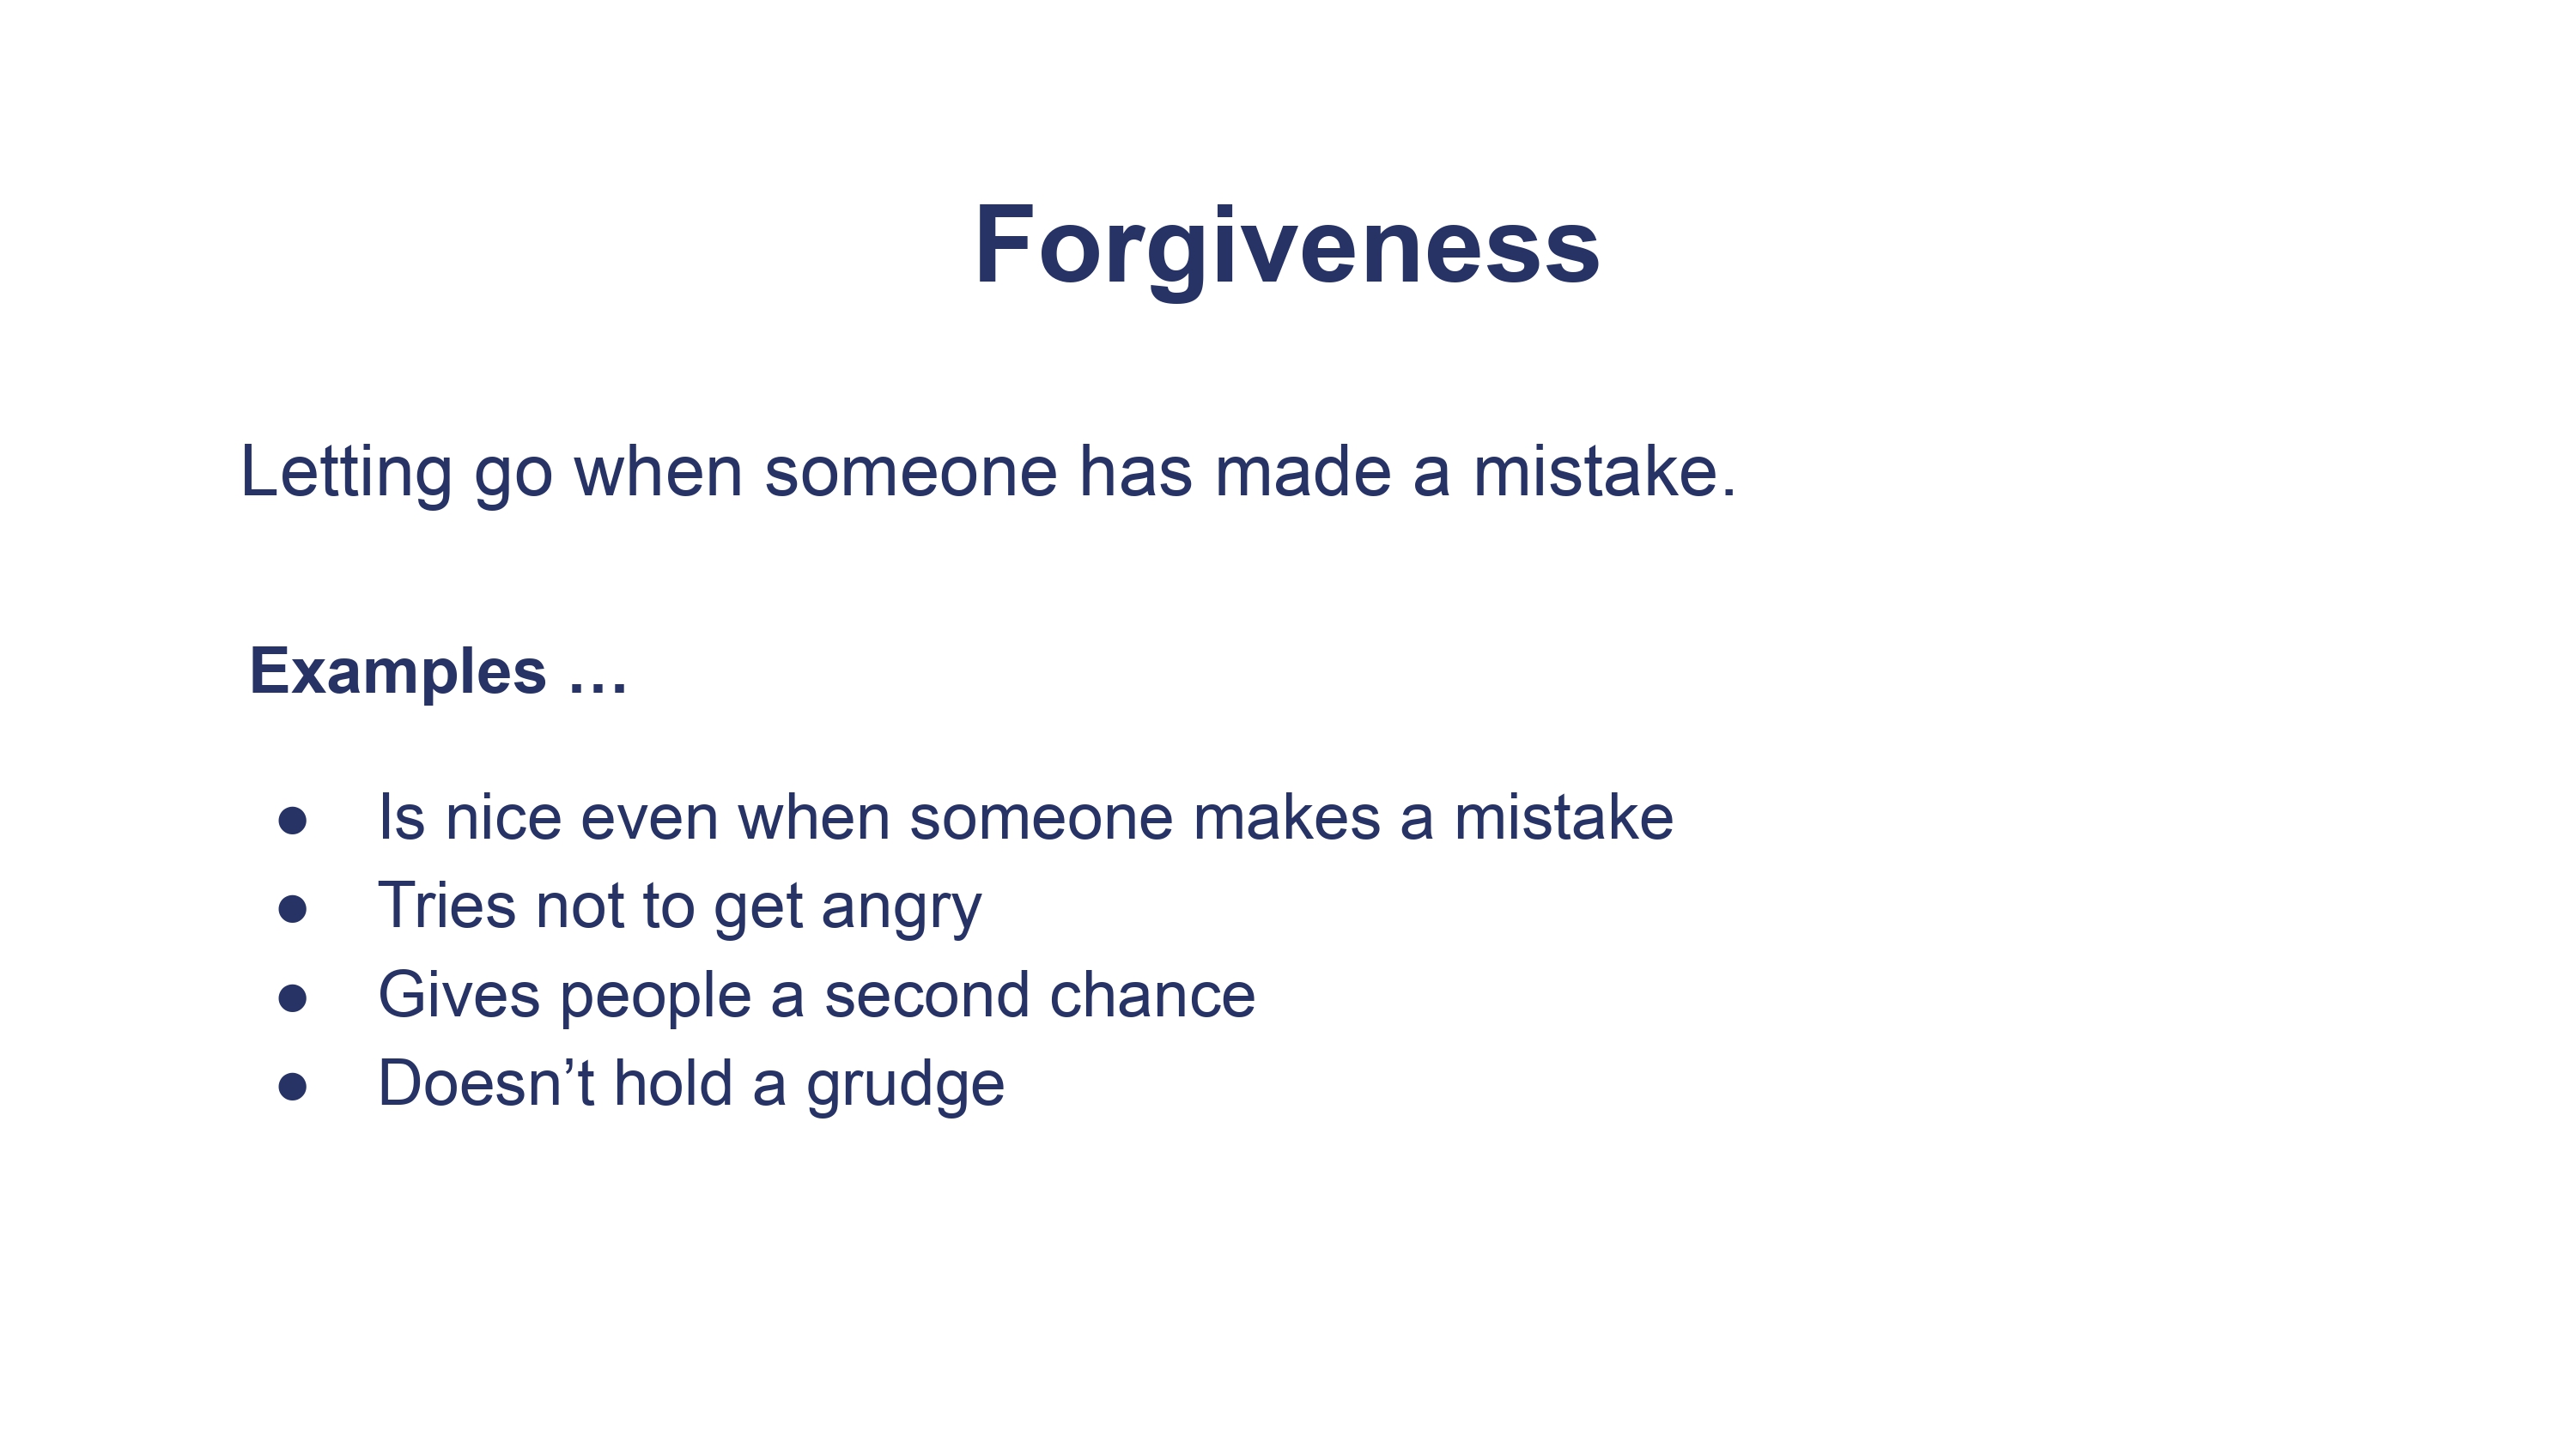 Forgiveness
Letting go when someone has made a mistake.
Examples …
● Is nice even when someone makes a mistake
● Tries not to get angry
● Gives people a second chance
● Doesn’t hold a grudge